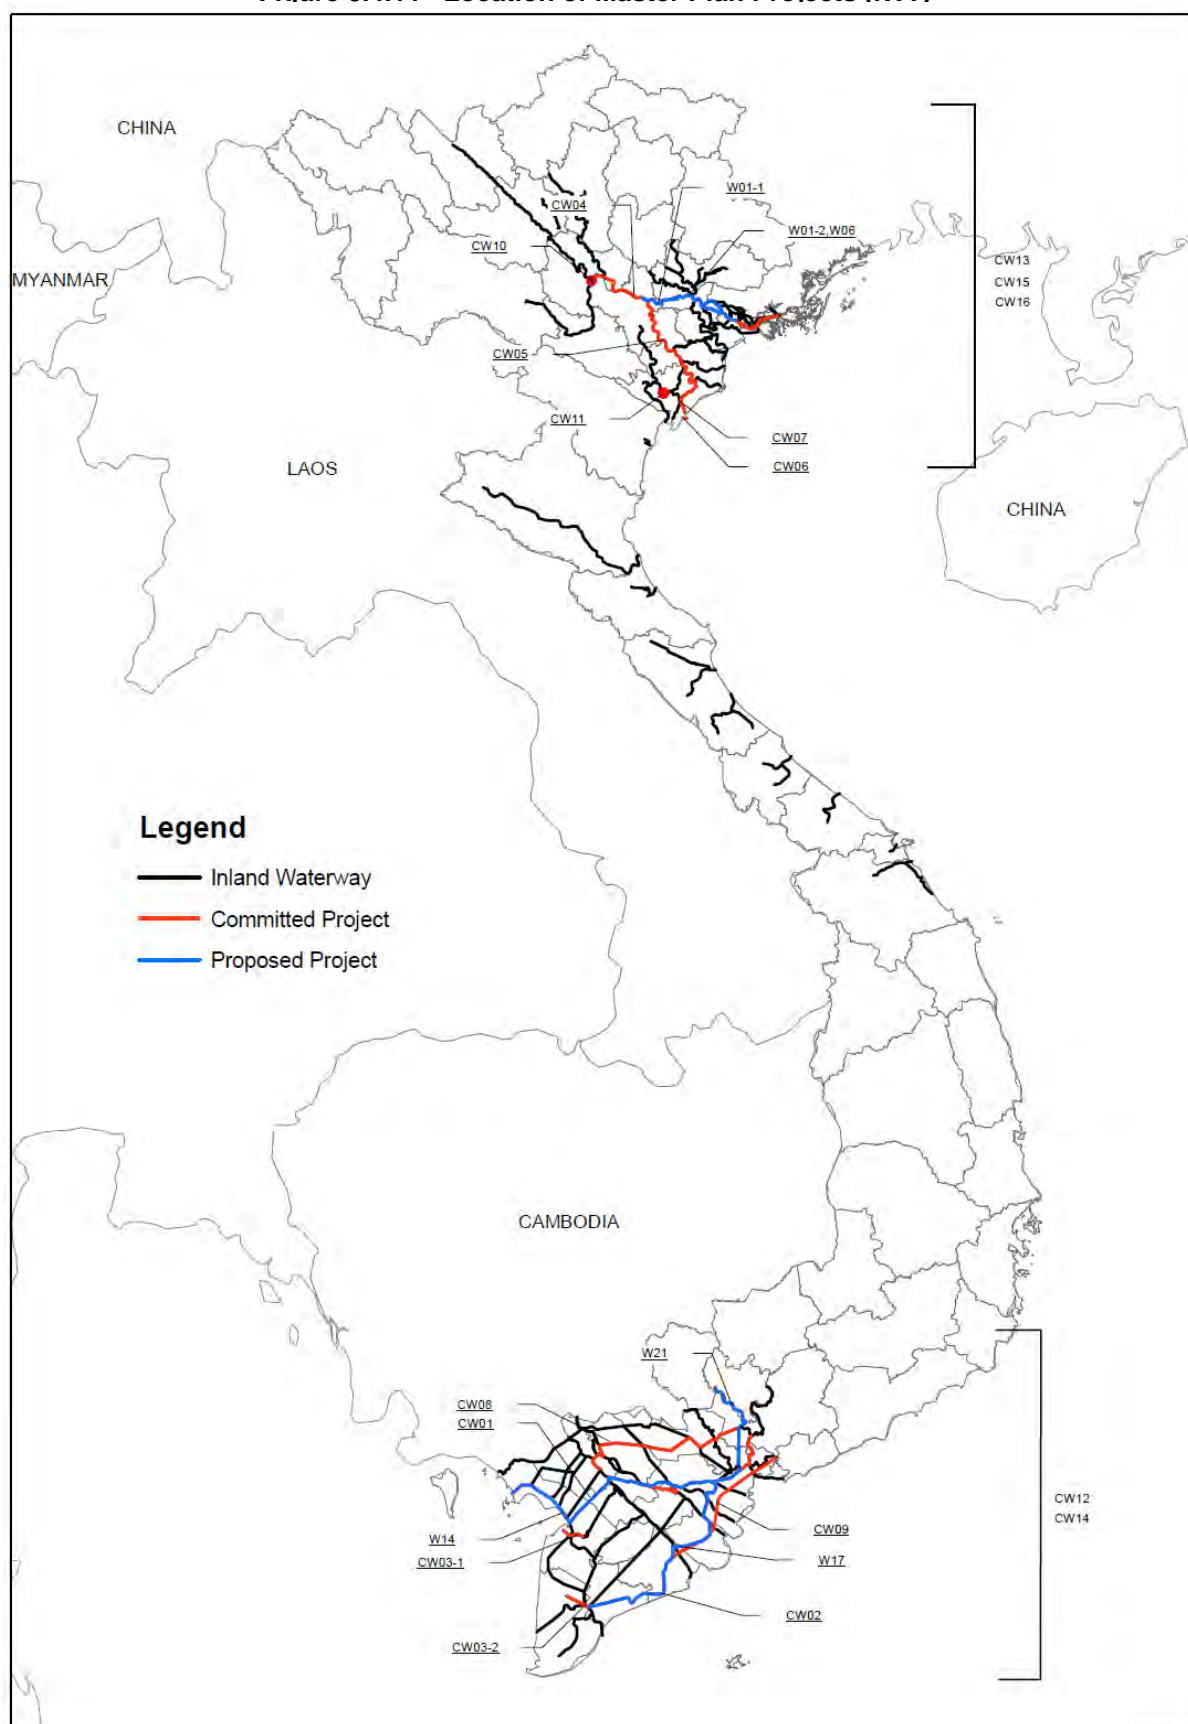 CHINA
W01-1
CW04
W01-2,W06
CW10
CW13
MYANMAR
CW15
CW16
CW05
CW11
CW07
CW06
LAOS
CHINA
Legend
Inland Waterway
Committed Project
Proposed Project
CAMBODIA
W21
CW08
CW01
CW12
CW14
CW09
W14
W17
CW03-1
CW02
CW03-2